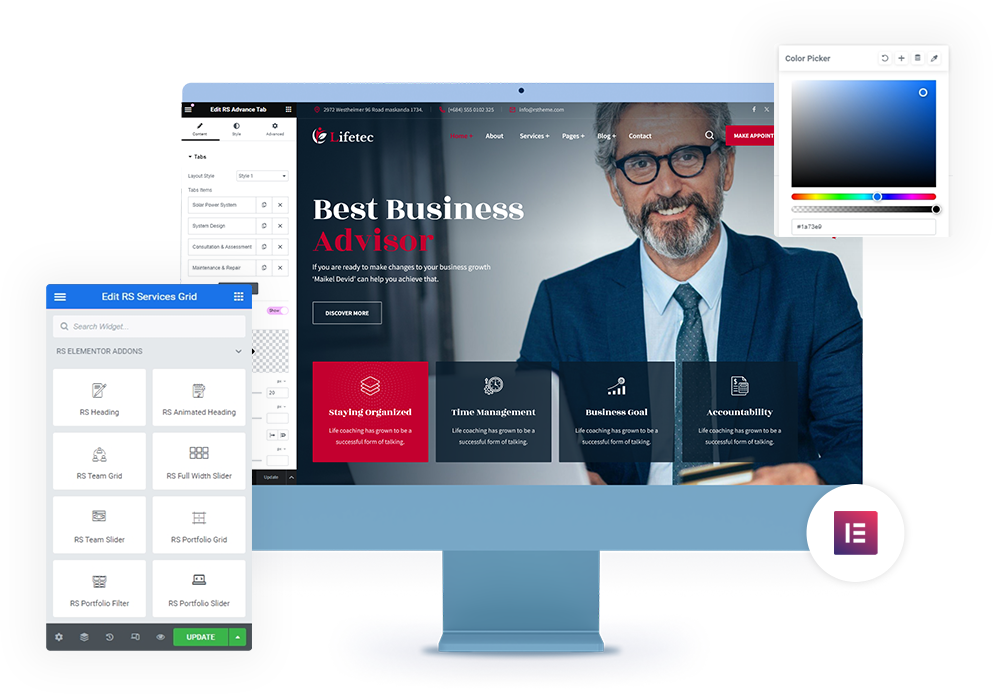 Color Picker
#1a73e9
Edit RS Advance Tab
Content
Style
Advanced
Tabs
Layout Style
Style 1
Tabs Items
Solar Power System
System Design
Consultation & Assessment
Maintenance & Repair
Show
px
20
px
px
Update
2972 Westheimer 96 Road maskanda 1734.
(+684) 555 0102 325
info@rstheme.com
Lifetec
Home +
About
Services +
Pages +
Blog +
Contact
MAKE APPOINT
Best Business
Advisor
If you are ready to make changes to your business growth
'Maikel Devid' can help you achieve that.
DISCOVER MORE
Staying Organized
Life coaching has grown to be a
successful form of talking.
Time Management
Life coaching has grown to be a
successful form of talking.
Business Goal
Life coaching has grown to be a
successful form of talking.
Accountability
Life coaching has grown to be a
successful form of talking.
Edit RS Services Grid
Search Widget...
RS ELEMENTOR ADDONS
RS Heading
RS Animated Heading
RS Team Grid
RS Full Width Slider
RS Team Slider
RS Portfolio Grid
RS Portfolio Filter
RS Portfolio Slider
UPDATE